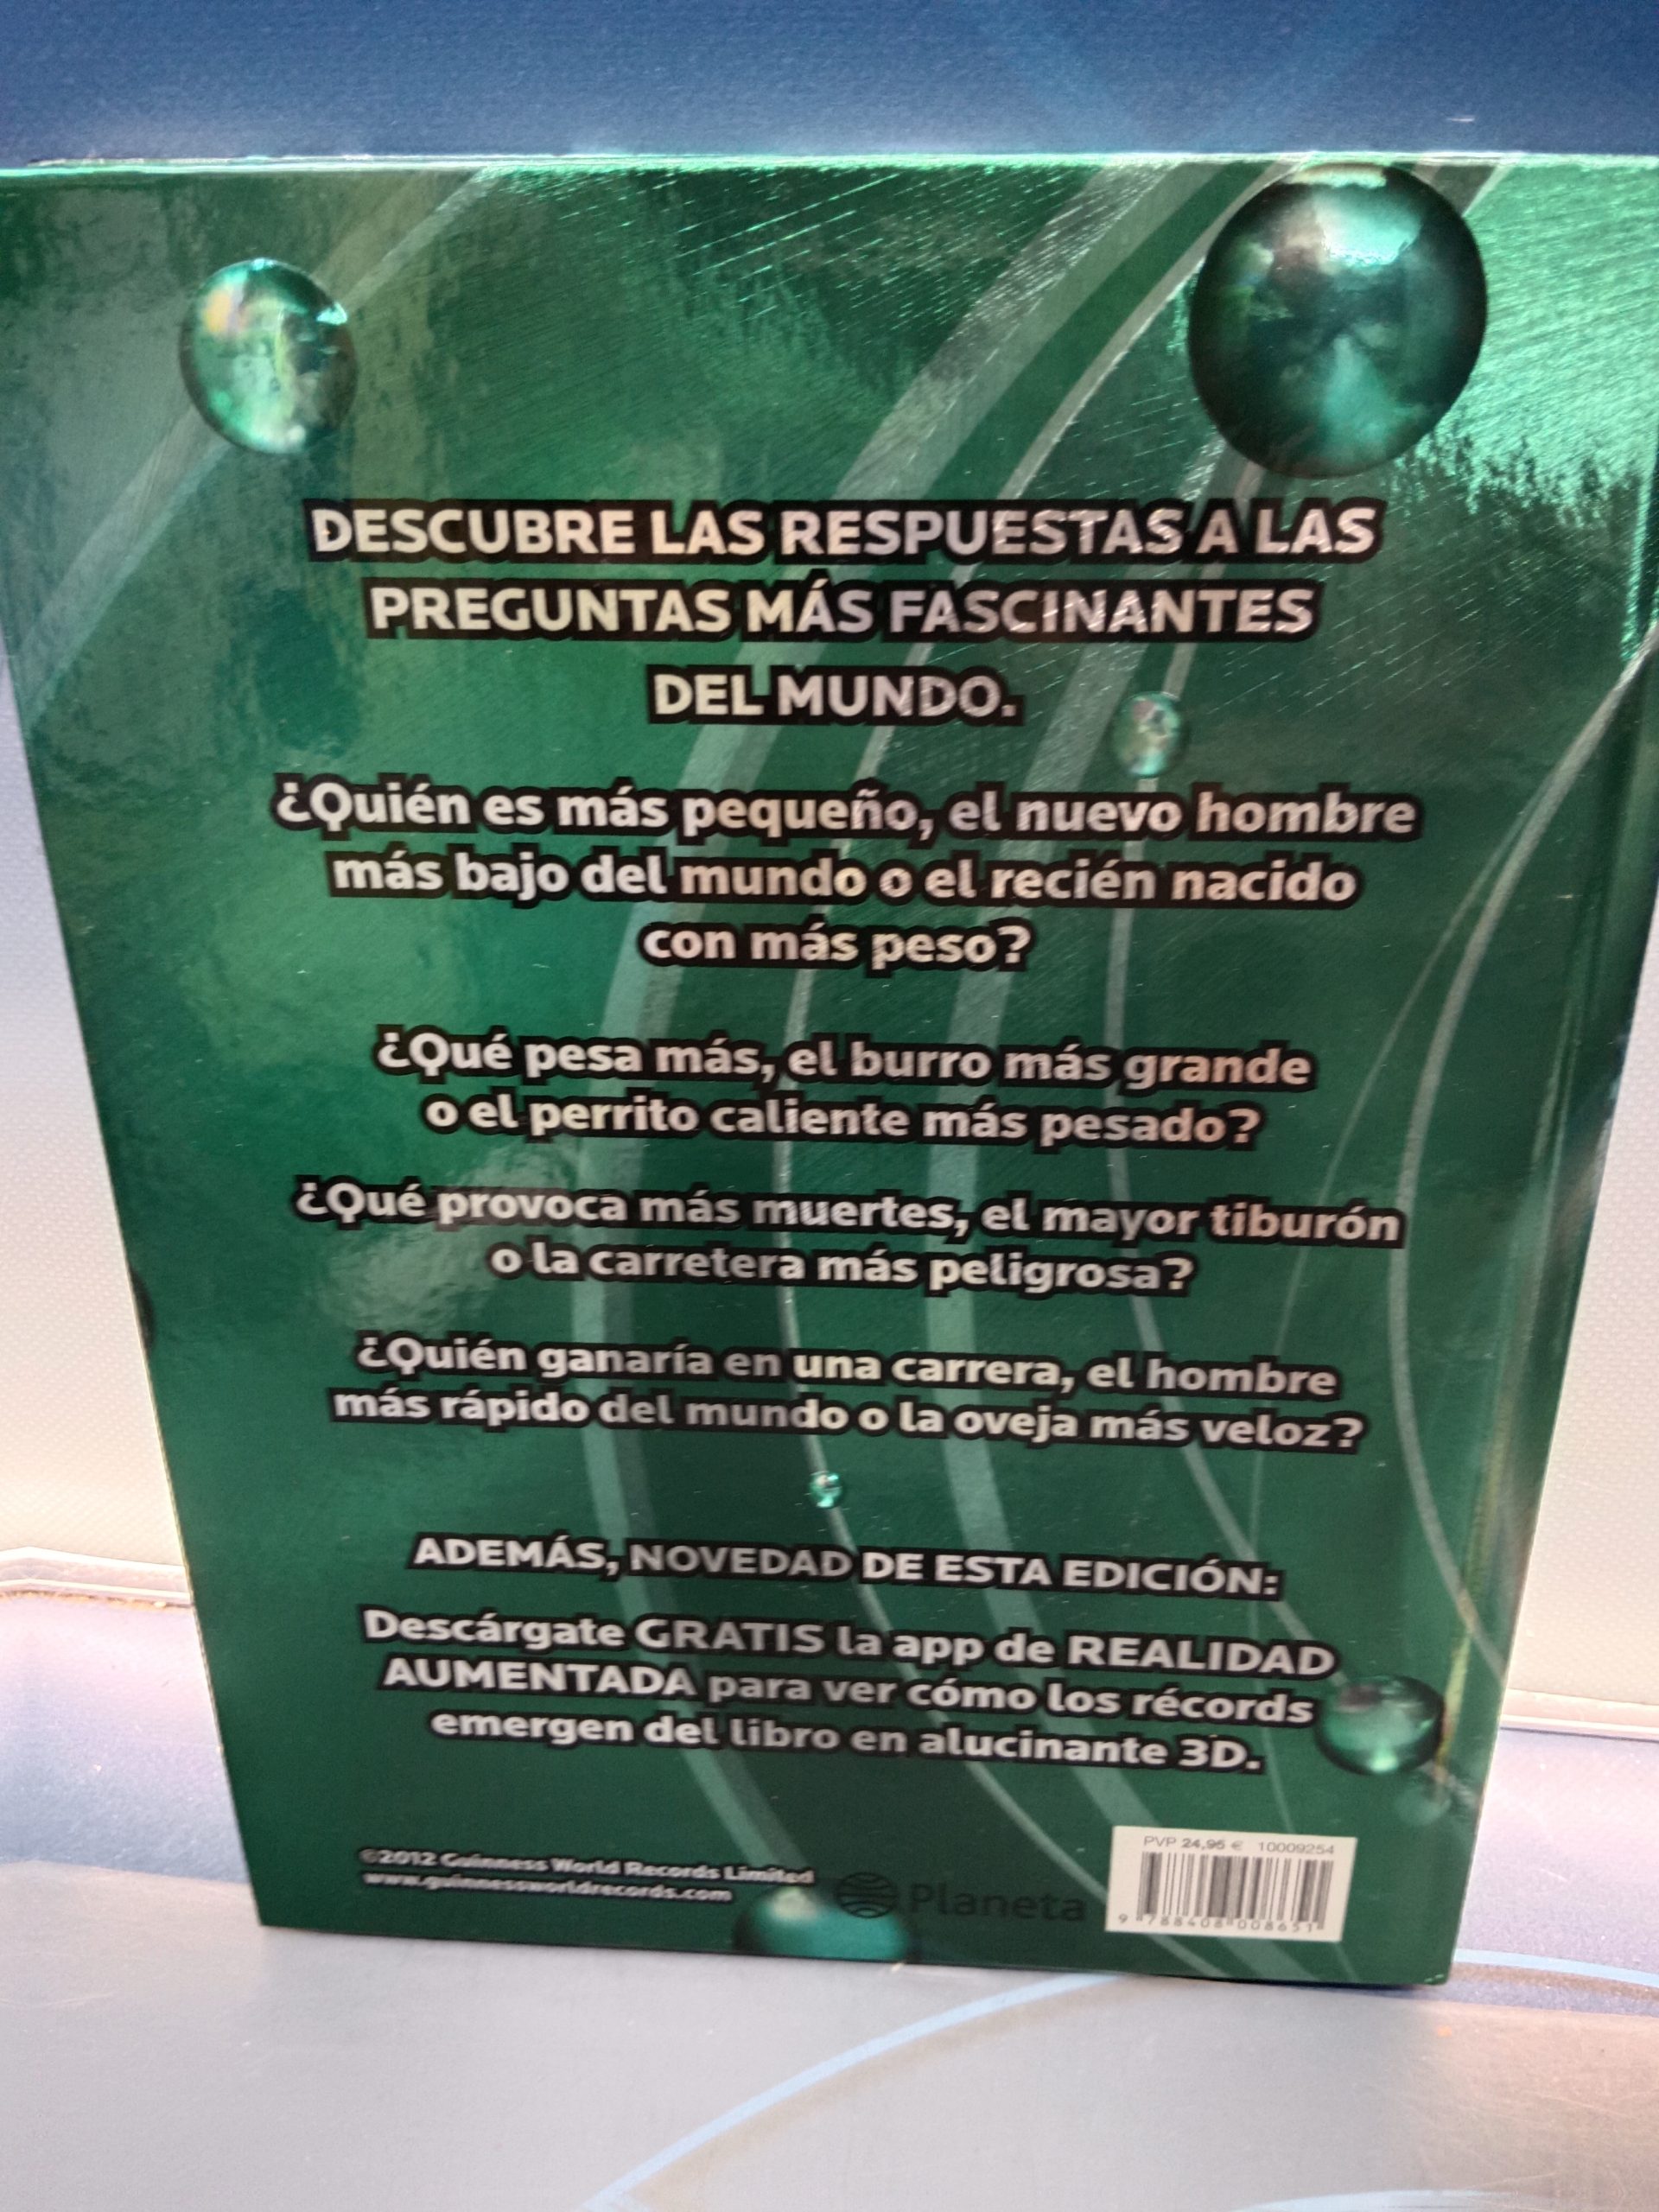 DESCUBRE LAS RESPUESTAS A LAS
PREGUNTAS MÁS FASCINANTES
DEL MUNDO.
¿Quién es más pequeño, el nuevo hombre
más bajo del mundo o el recién nacido
con más peso?
¿Qué pesa más, el burro más grande
o el perrito caliente más pesado?
¿Qué provoca más muertes, el mayor tiburón
o la carretera más peligrosa?
¿Quién ganaría en una carrera, el hombre
más rápido del mundo o la oveja más veloz?
ADEMÁS, NOVEDAD DE ESTA EDICIÓN:
Descárgate GRATIS la app de REALIDAD
AUMENTADA para ver cómo los récords
emergen del libro en alucinante 3D.
©2012 Guinness World Records Limited
www.guinnessworldrecords.com
Planeta
PVP 24,95 € 10009254
9 788408 008651